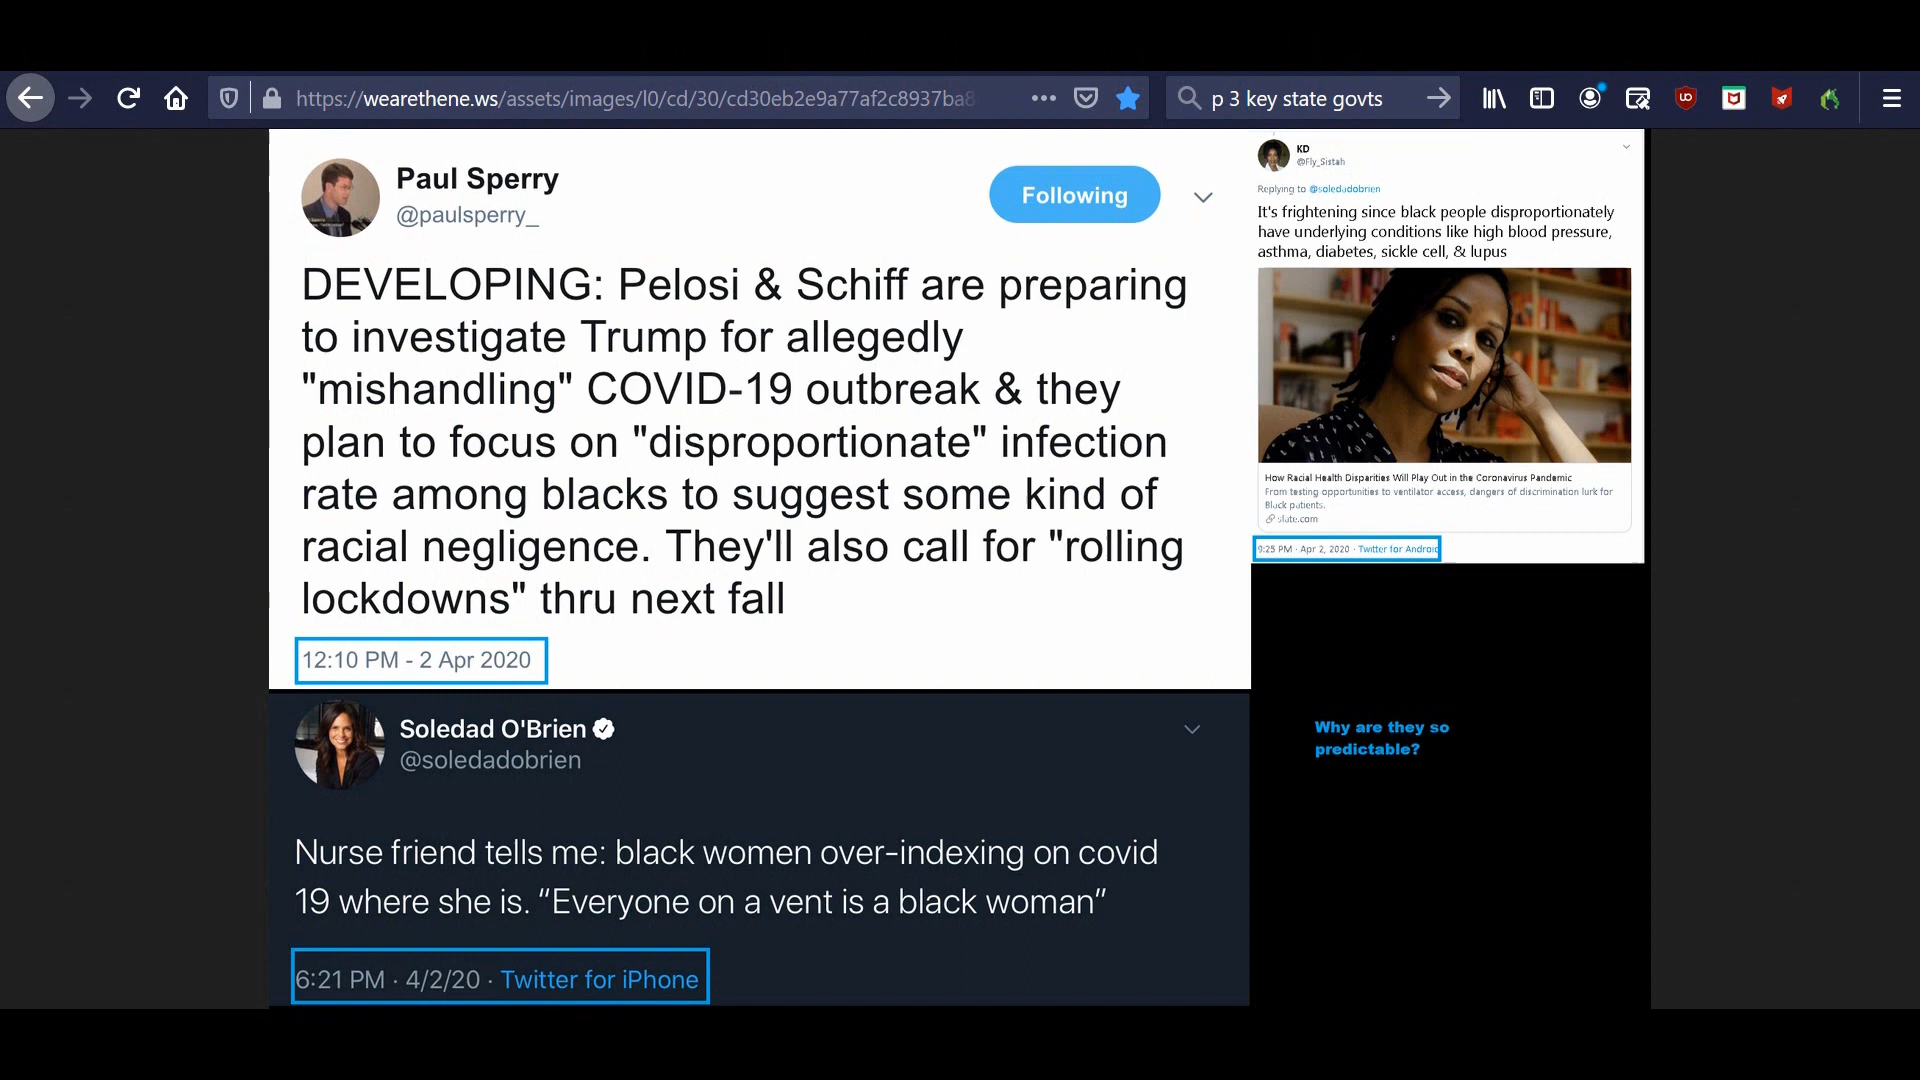 https://wearethene.ws/assets/images/l0/cd/30/cd30eb2e9a77af2c8937ba8
p 3 key state govts
Paul Sperry
@paulsperry_
Following
DEVELOPING: Pelosi & Schiff are preparing
to investigate Trump for allegedly
"mishandling" COVID-19 outbreak & they
plan to focus on "disproportionate" infection
rate among blacks to suggest some kind of
racial negligence. They'll also call for "rolling
lockdowns" thru next fall
12:10 PM - 2 Apr 2020
KD
@Fly_Sistah
Replying to @soledadobrien
It's frightening since black people disproportionately
have underlying conditions like high blood pressure,
asthma, diabetes, sickle cell, & lupus
How Racial Health Disparities Will Play Out in the Coronavirus Pandemic
From testing opportunities to ventilator access, dangers of discrimination lurk for
Black patients.
slate.com
9:25 PM · Apr 2, 2020 · Twitter for Android
Soledad O'Brien
@soledadobrien
Nurse friend tells me: black women over-indexing on covid
19 where she is. “Everyone on a vent is a black woman”
6:21 PM · 4/2/20 · Twitter for iPhone
Why are they so
predictable?